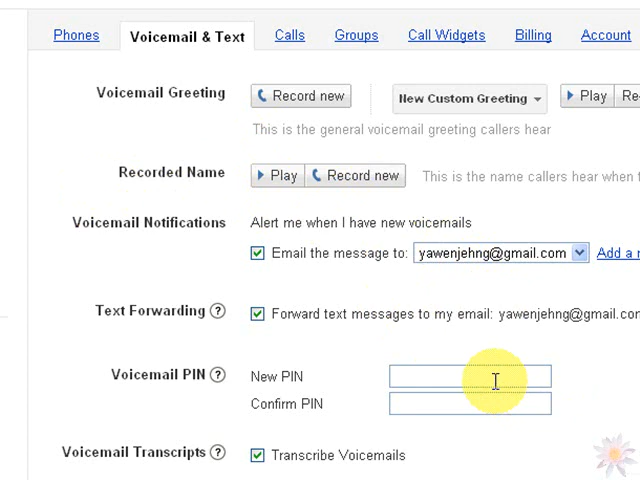 Phones Voicemail & Text Calls Groups Call Widgets Billing Account
Voicemail Greeting Record new New Custom Greeting Play Re
This is the general voicemail greeting callers hear
Recorded Name Play Record new This is the name callers hear when
Voicemail Notifications Alert me when I have new voicemails
Email the message to: yawenjehng@gmail.com Add a
Text Forwarding ? Forward text messages to my email: yawenjehng@gmail.com
Voicemail PIN ? New PIN
Confirm PIN
Voicemail Transcripts ? Transcribe Voicemails